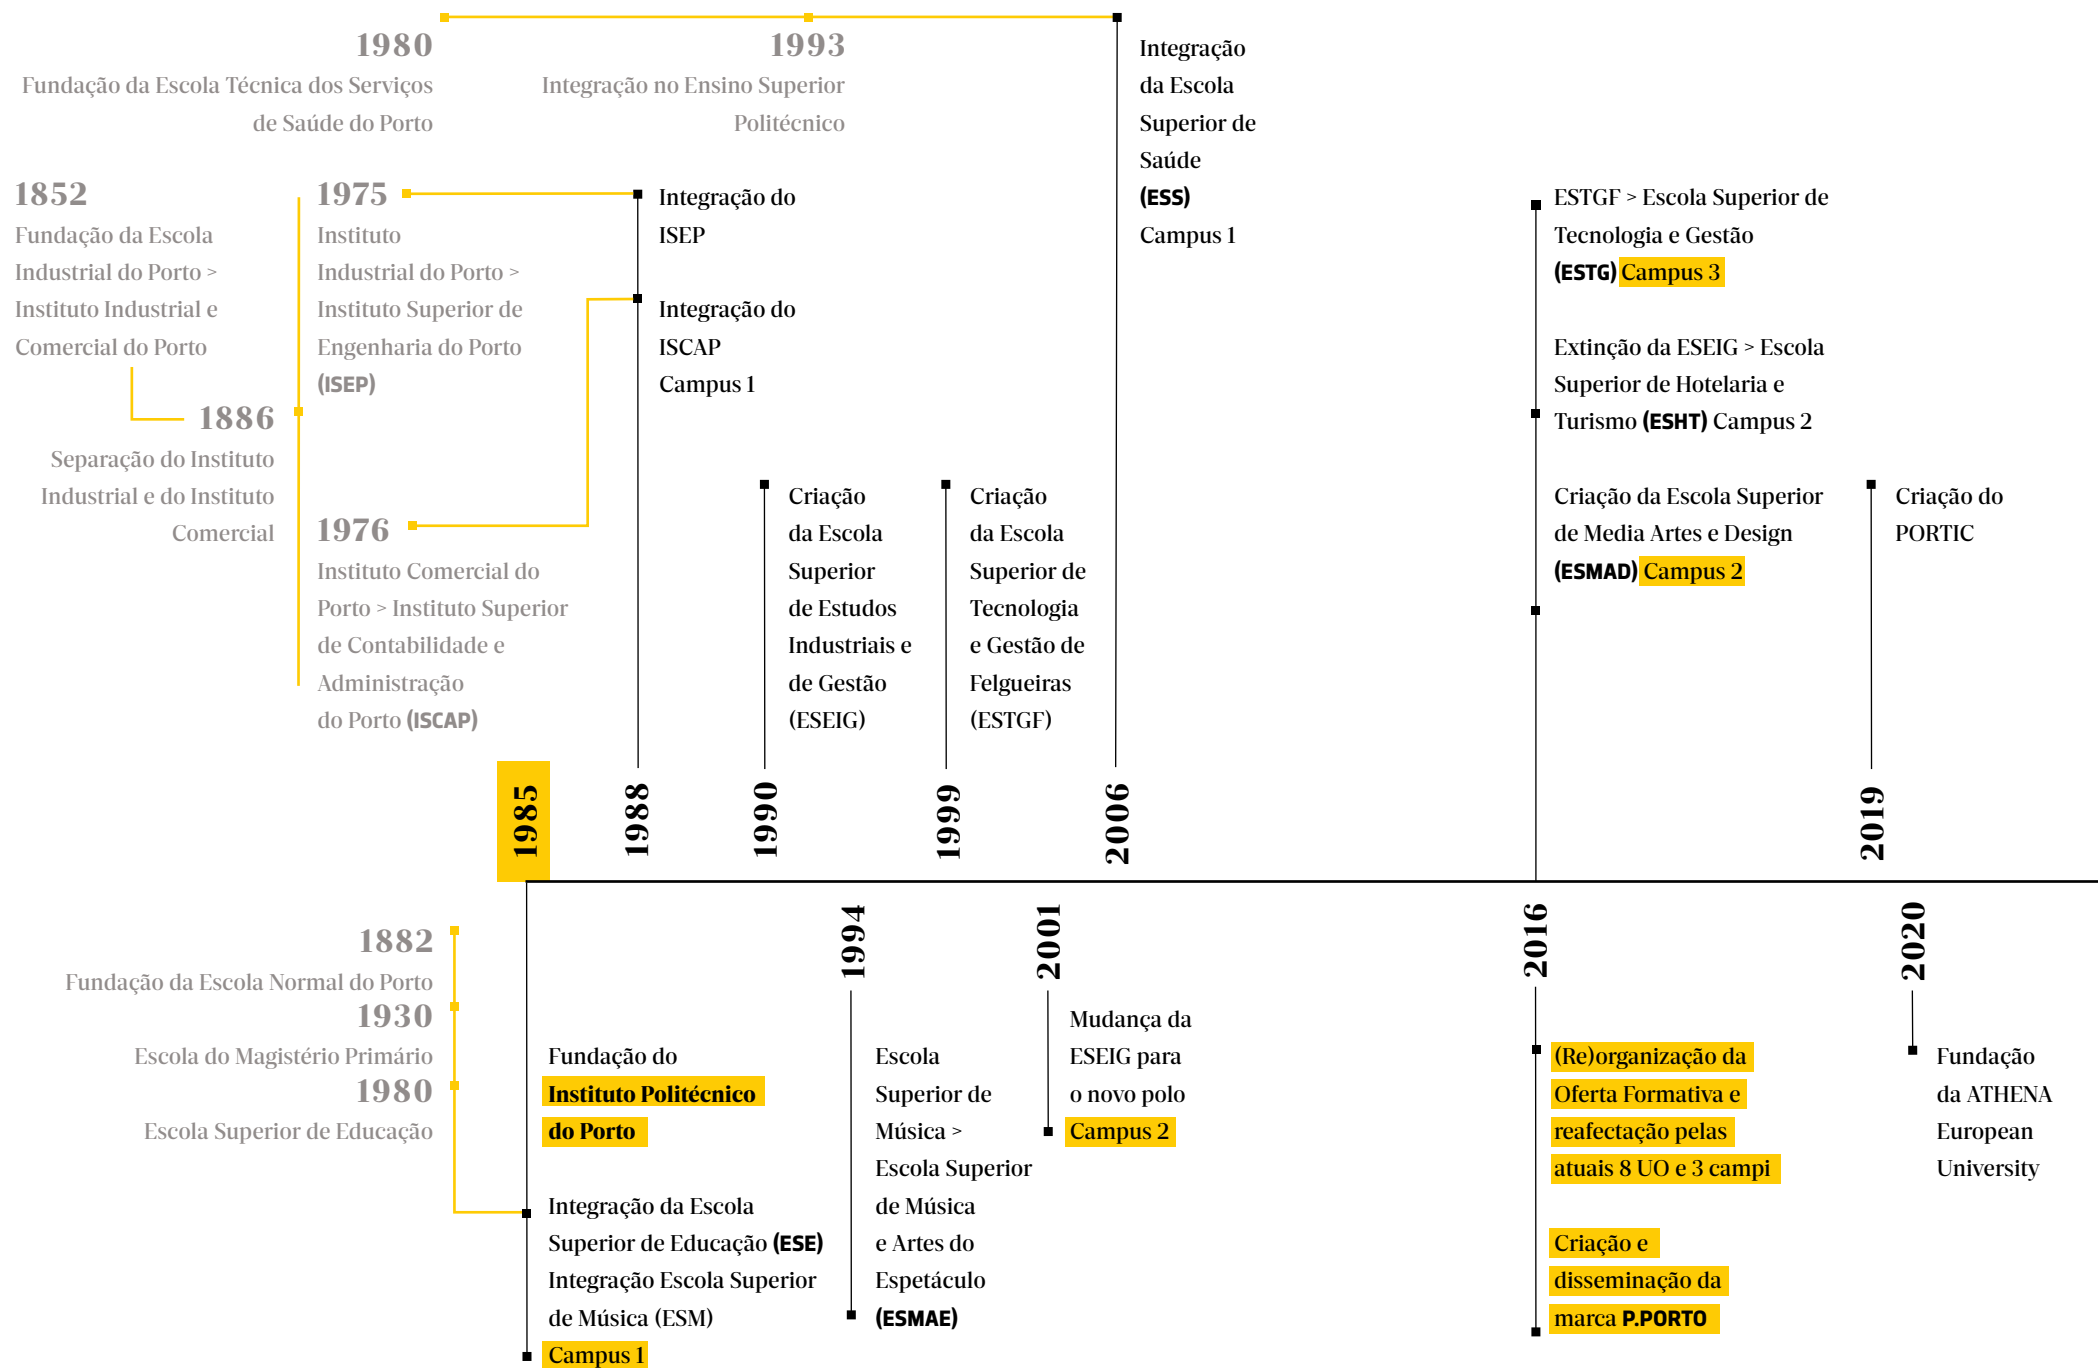 1980
Fundação da Escola Técnica dos Serviços
de Saúde do Porto
1993
Integração no Ensino Superior
Politécnico
Integração
da Escola
Superior de
Saúde
(ESS)
Campus 1
1852
Fundação da Escola
Industrial do Porto >
Instituto Industrial e
Comercial do Porto
1886
Separação do Instituto
Industrial e do Instituto
Comercial
1975
Instituto
Industrial do Porto >
Instituto Superior de
Engenharia do Porto
(ISEP)
1976
Instituto Comercial do
Porto > Instituto Superior
de Contabilidade e
Administração
do Porto (ISCAP)
Integração do
ISEP
Integração do
ISCAP
Campus 1
Criação
da Escola
Superior
de Estudos
Industriais e
de Gestão
(ESEIG)
Criação
da Escola
Superior de
Tecnologia
e Gestão de
Felgueiras
(ESTGF)
ESTGF > Escola Superior de
Tecnologia e Gestão
(ESTG) Campus 3
Extinção da ESEIG > Escola
Superior de Hotelaria e
Turismo (ESHT) Campus 2
Criação da Escola Superior
de Media Artes e Design
(ESMAD) Campus 2
Criação do
PORTIC
1985
1988
1990
1999
2006
2019
1882
Fundação da Escola Normal do Porto
1930
Escola do Magistério Primário
1980
Escola Superior de Educação
Fundação do
Instituto Politécnico
do Porto
Integração da Escola
Superior de Educação (ESE)
Integração Escola Superior
de Música (ESM)
Campus 1
1994
Escola
Superior de
Música >
Escola Superior
de Música
e Artes do
Espetáculo
(ESMAE)
2001
Mudança da
ESEIG para
o novo polo
Campus 2
2016
(Re)organização da
Oferta Formativa e
reafectação pelas
atuais 8 UO e 3 campi
Criação e
disseminação da
marca P.PORTO
2020
Fundação
da ATHENA
European
University